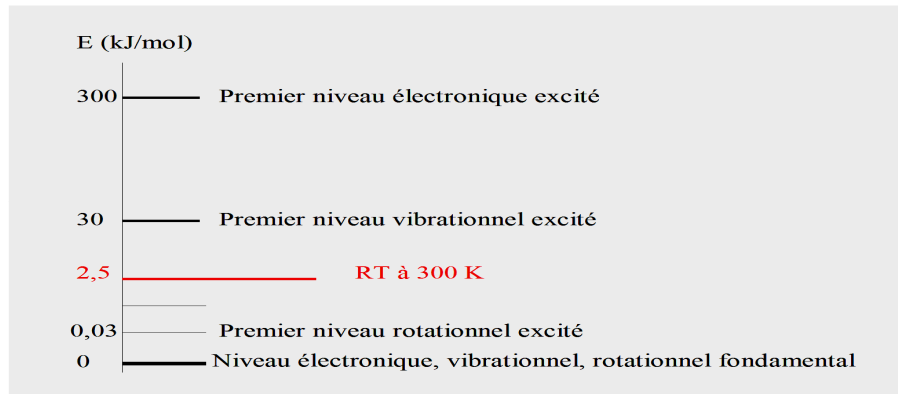 E (kJ/mol)
300 Premier niveau électronique excité
30 Premier niveau vibrationnel excité
2,5 RT à 300 K
0,03 Premier niveau rotationnel excité
0 Niveau électronique, vibrationnel, rotationnel fondamental